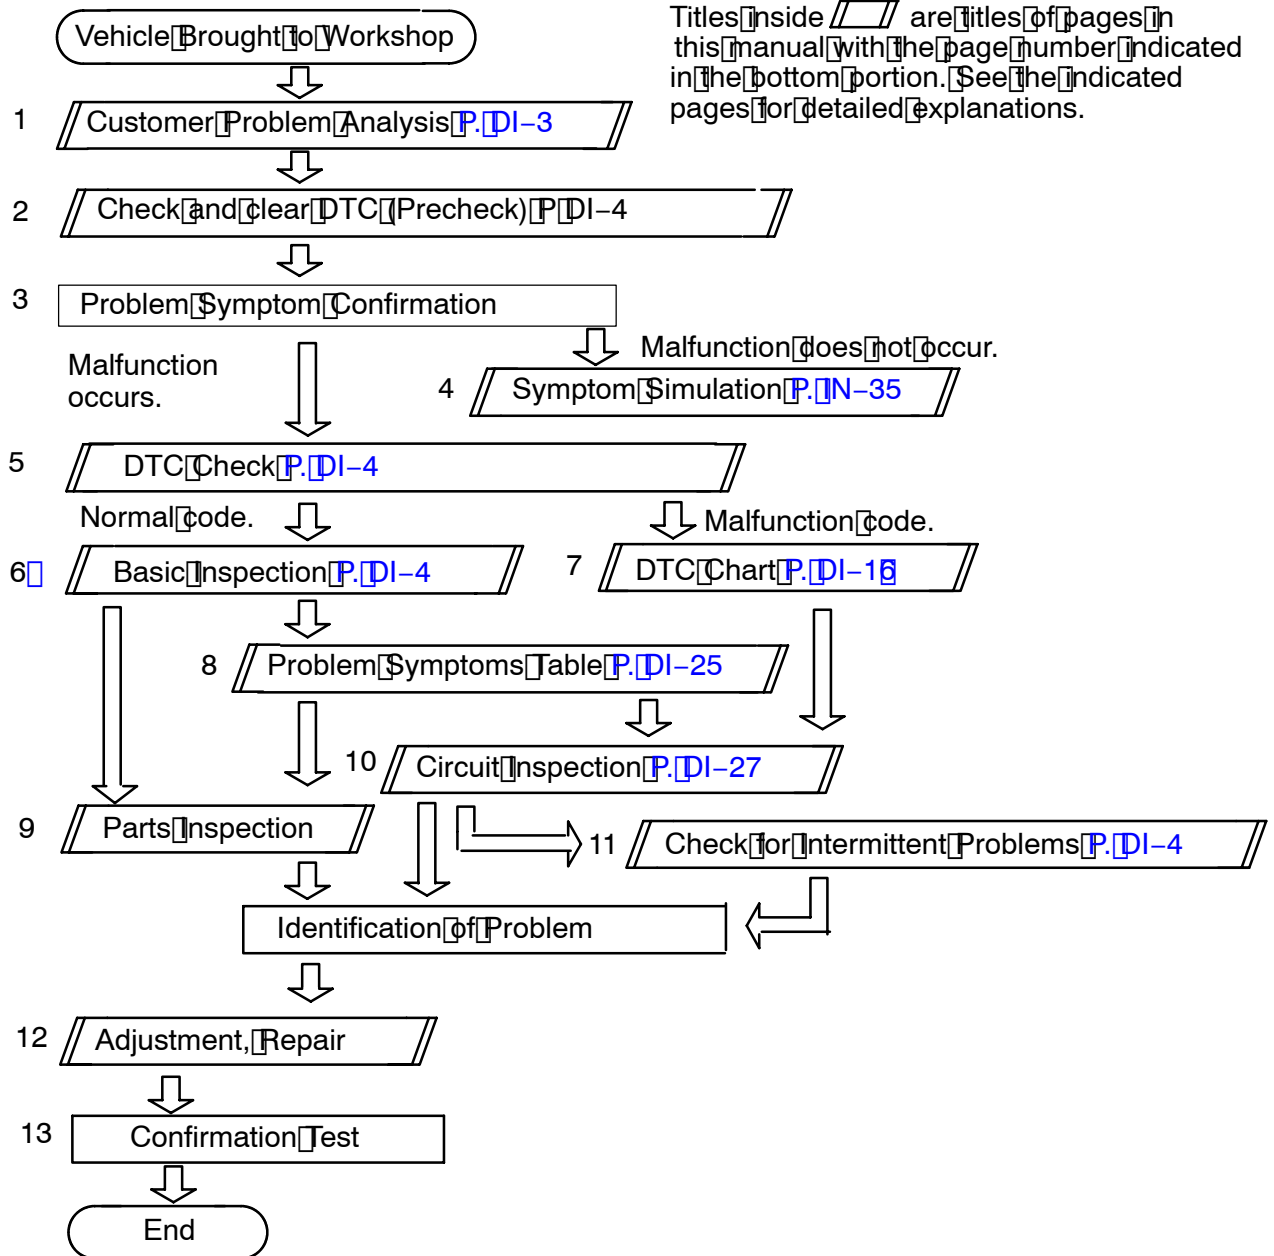 Vehicle Brought to Workshop
Titles inside are titles of pages in
this manual with the page number indicated
in the bottom portion. See the indicated
pages for detailed explanations.
1 Customer Problem Analysis P. DI–3
2 Check and clear DTC (Precheck) P DI–4
3 Problem Symptom Confirmation
Malfunction does not occur.
Malfunction
occurs.
4 Symptom Simulation P. IN–35
5 DTC Check P. DI–4
Normal code.
Malfunction code.
6 Basic Inspection P. DI–4
7 DTC Chart P. DI–16
8 Problem Symptoms Table P. DI–25
10 Circuit Inspection P. DI–27
9 Parts Inspection
11 Check for Intermittent Problems P. DI–4
Identification of Problem
12 Adjustment, Repair
13 Confirmation Test
End